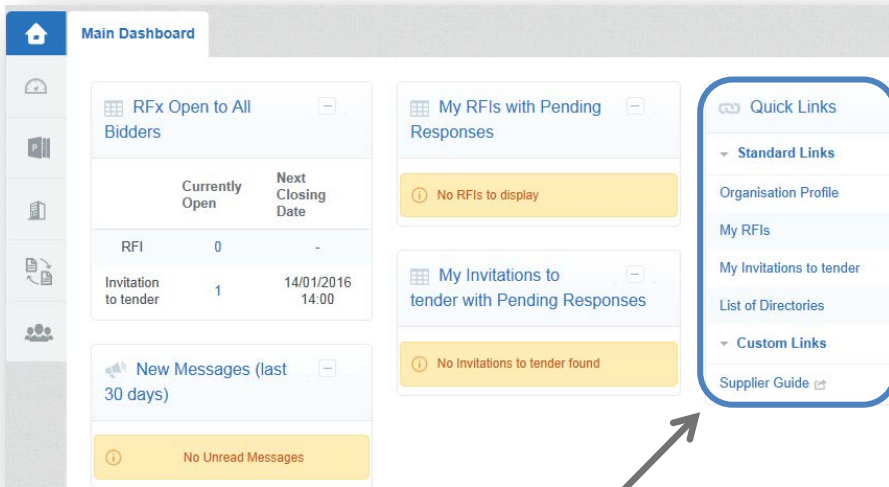 Main Dashboard
RFx Open to All
Bidders
Currently
Open
Next
Closing
Date
RFI 0 -
Invitation
to tender
1
14/01/2016
14:00
New Messages (last
30 days)
No Unread Messages
My RFIs with Pending
Responses
No RFIs to display
My Invitations to
tender with Pending Responses
No Invitations to tender found
Quick Links
Standard Links
Organisation Profile
My RFIs
My Invitations to tender
List of Directories
Custom Links
Supplier Guide